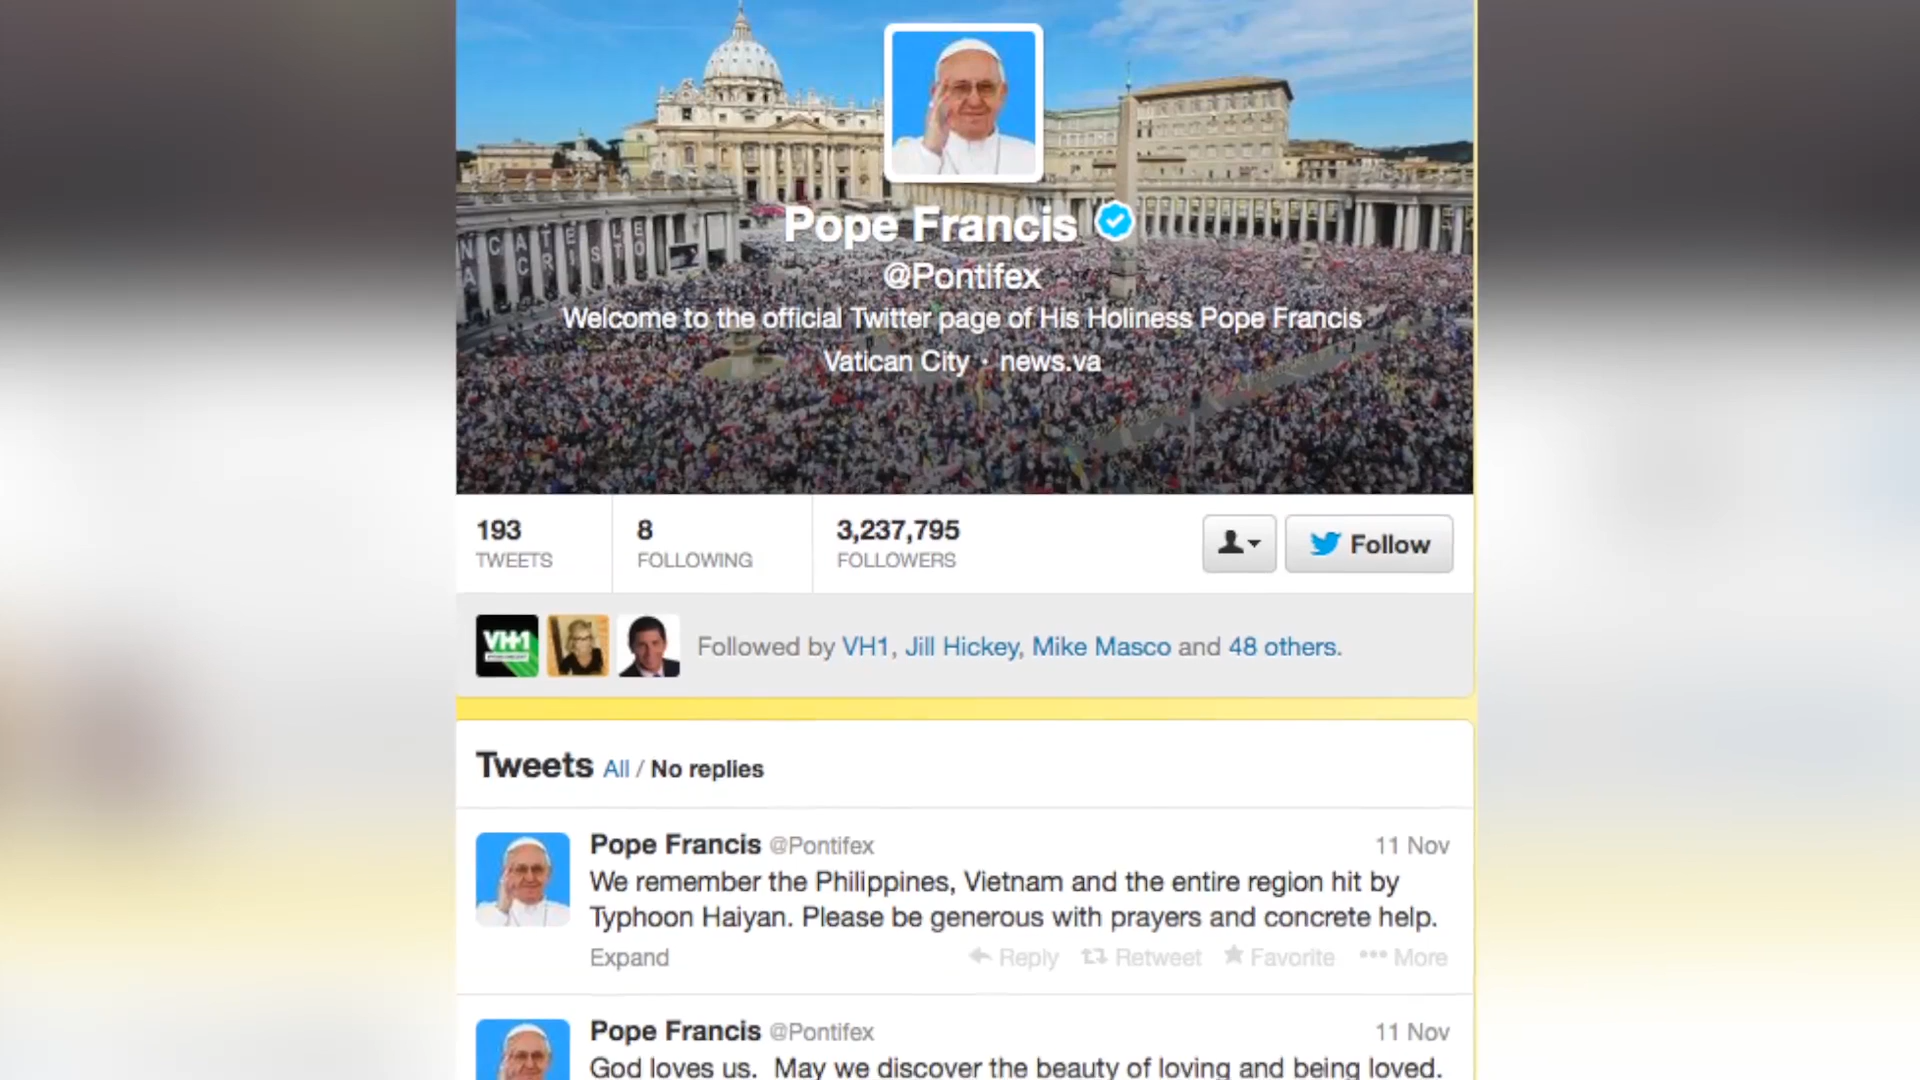 Pope Francis
@Pontifex
Welcome to the official Twitter page of His Holiness Pope Francis
Vatican City · news.va
193
TWEETS
8
FOLLOWING
3,237,795
FOLLOWERS
Follow
VH1
Followed by VH1, Jill Hickey, Mike Masco and 48 others.
Tweets All / No replies
Pope Francis @Pontifex 11 Nov
We remember the Philippines, Vietnam and the entire region hit by
Typhoon Haiyan. Please be generous with prayers and concrete help.
Expand Reply Retweet Favorite More
Pope Francis @Pontifex 11 Nov
God loves us. May we discover the beauty of loving and being loved.